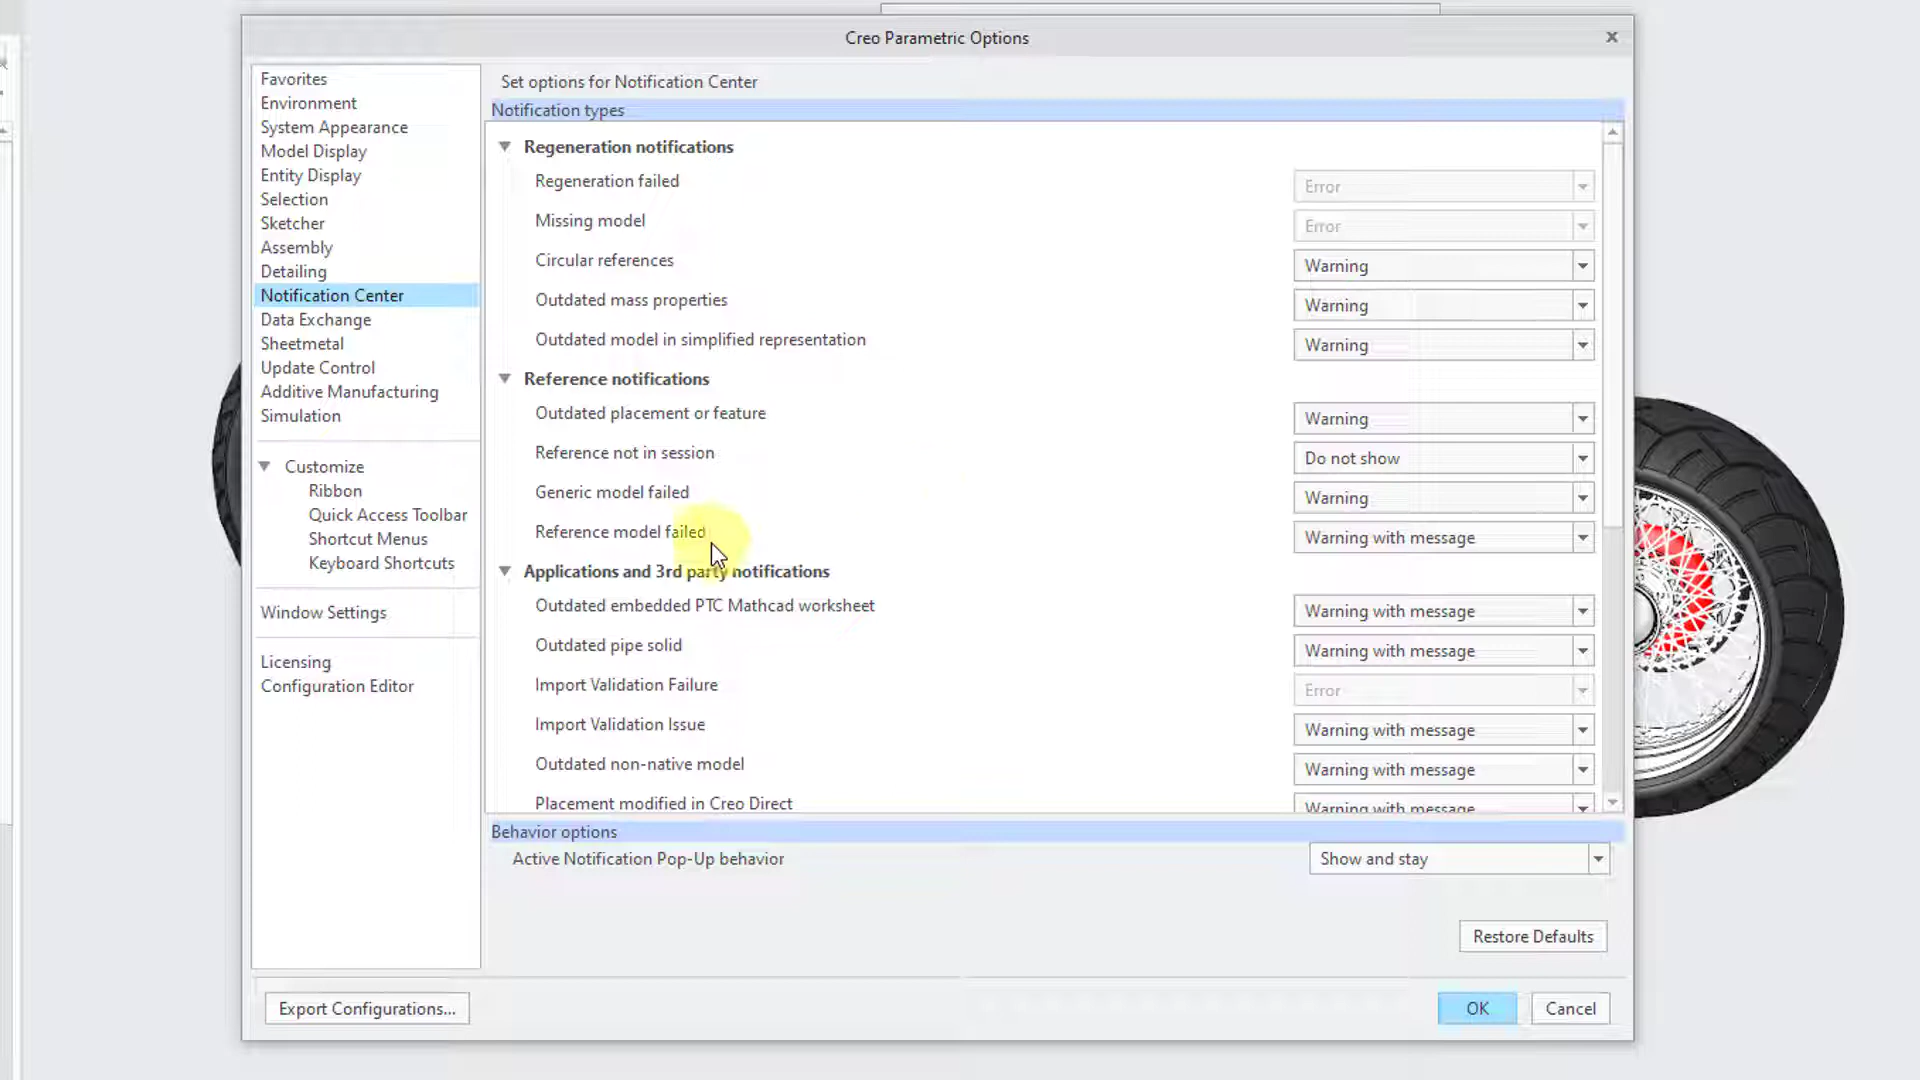 Creo Parametric Options
Favorites
Environment
System Appearance
Model Display
Entity Display
Selection
Sketcher
Assembly
Detailing
Notification Center
Data Exchange
Sheetmetal
Update Control
Additive Manufacturing
Simulation
Customize
Ribbon
Quick Access Toolbar
Shortcut Menus
Keyboard Shortcuts
Window Settings
Licensing
Configuration Editor
Set options for Notification Center
Notification types
Regeneration notifications
Regeneration failed Error
Missing model Error
Circular references Warning
Outdated mass properties Warning
Outdated model in simplified representation Warning
Reference notifications
Outdated placement or feature Warning
Reference not in session Do not show
Generic model failed Warning
Reference model failed Warning with message
Applications and 3rd party notifications
Outdated embedded PTC Mathcad worksheet Warning with message
Outdated pipe solid Warning with message
Import Validation Failure Error
Import Validation Issue Warning with message
Outdated non-native model Warning with message
Placement modified in Creo Direct Warning with message
Behavior options
Active Notification Pop-Up behavior Show and stay
Restore Defaults
Export Configurations... OK Cancel